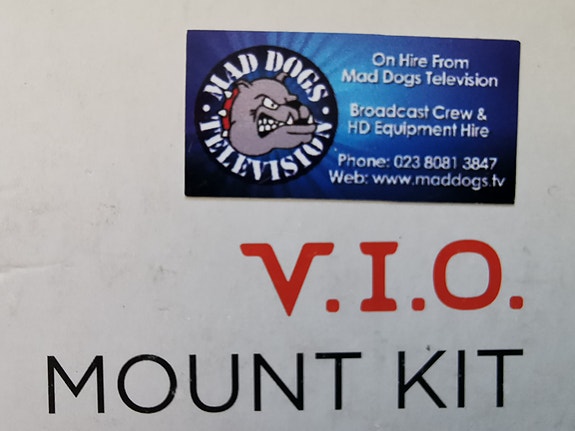 MAD DOGS
TELEVISION
On Hire From
Mad Dogs Television
Broadcast Crew &
HD Equipment Hire
Phone: 023 8081 3847
Web: www.maddogs.tv
V.I.O.
MOUNT KIT